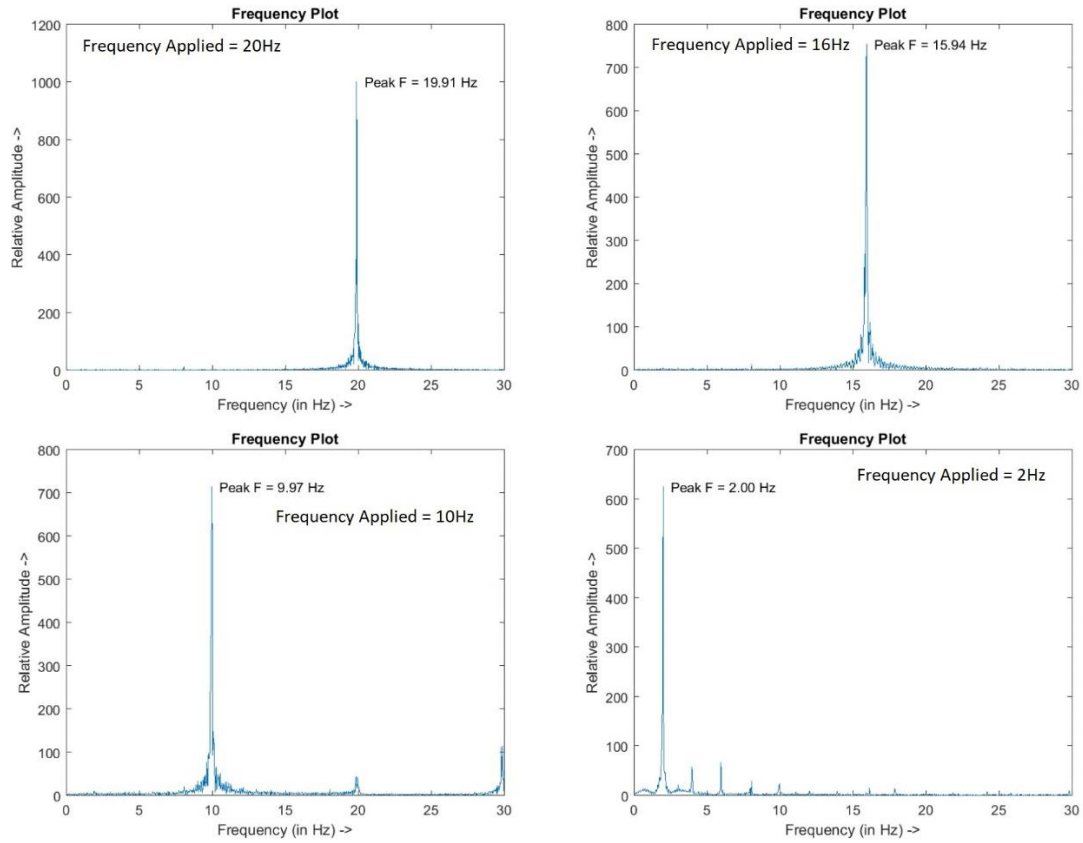 Frequency Plot
Frequency Applied = 20Hz
Peak F = 19.91 Hz
Relative Amplitude ->
1200
1000
800
600
400
200
0
0 5 10 15 20 25 30
Frequency (in Hz) ->
Frequency Plot
Frequency Applied = 16Hz
Peak F = 15.94 Hz
Relative Amplitude ->
800
700
600
500
400
300
200
100
0
0 5 10 15 20 25 30
Frequency (in Hz) ->
Frequency Plot
Peak F = 9.97 Hz
Frequency Applied = 10Hz
Relative Amplitude ->
800
700
600
500
400
300
200
100
0
0 5 10 15 20 25 30
Frequency (in Hz) ->
Frequency Plot
Frequency Applied = 2Hz
Peak F = 2.00 Hz
Relative Amplitude ->
700
600
500
400
300
200
100
0
0 5 10 15 20 25 30
Frequency (in Hz) ->